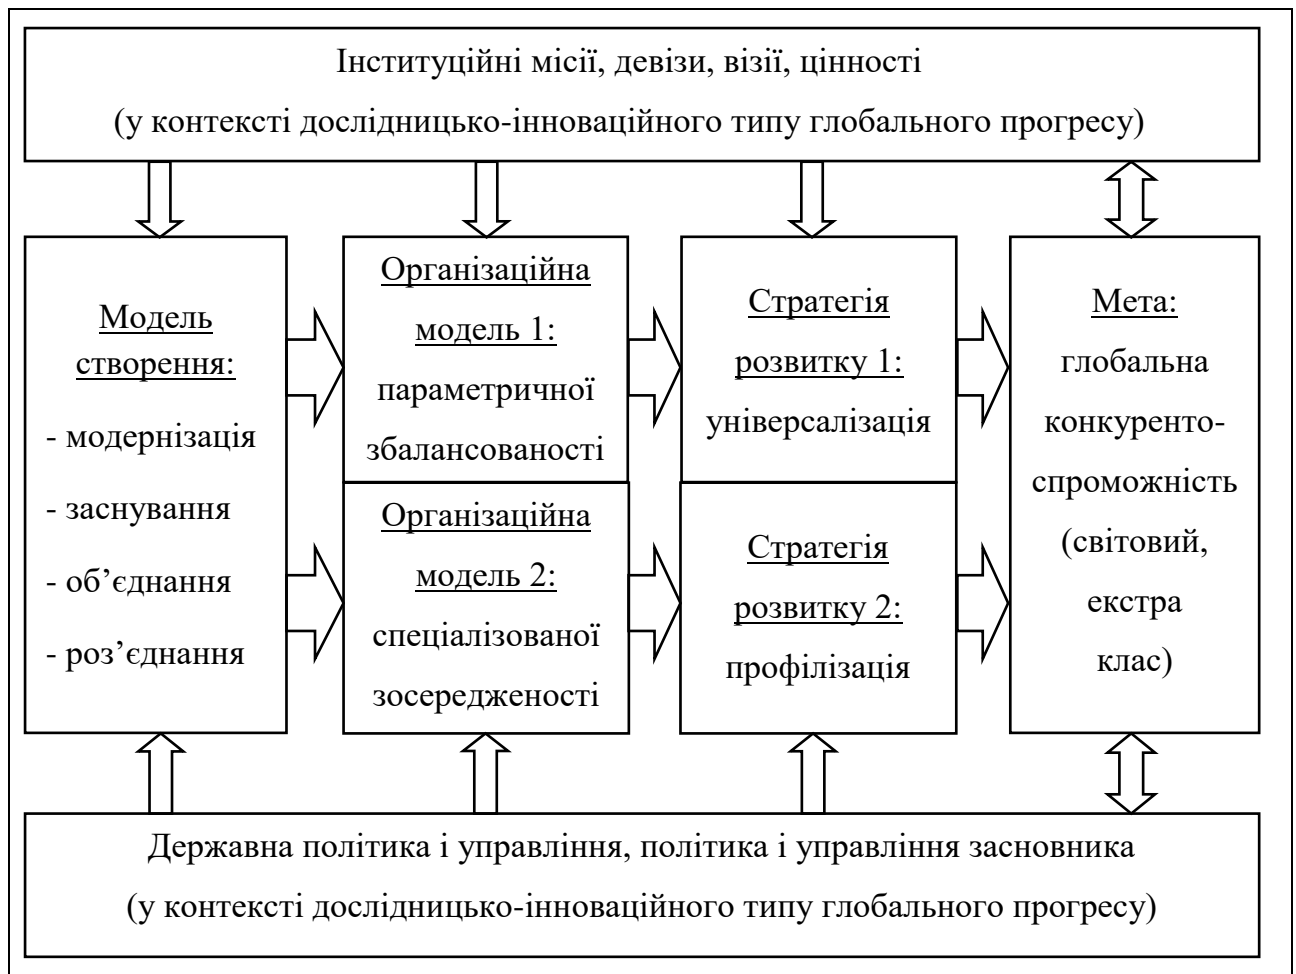 Інституційні місії, девізи, візії, цінності
(у контексті дослідницько-інноваційного типу глобального прогресу)
Модель
створення:
- модернізація
- заснування
- об’єднання
- роз’єднання
Організаційна
модель 1:
параметричної
збалансованості
Організаційна
модель 2:
спеціалізованої
зосередженості
Стратегія
розвитку 1:
універсалізація
Стратегія
розвитку 2:
профілізація
Мета:
глобальна
конкуренто-
спроможність
(світовий,
екстра
клас)
Державна політика і управління, політика і управління засновника
(у контексті дослідницько-інноваційного типу глобального прогресу)